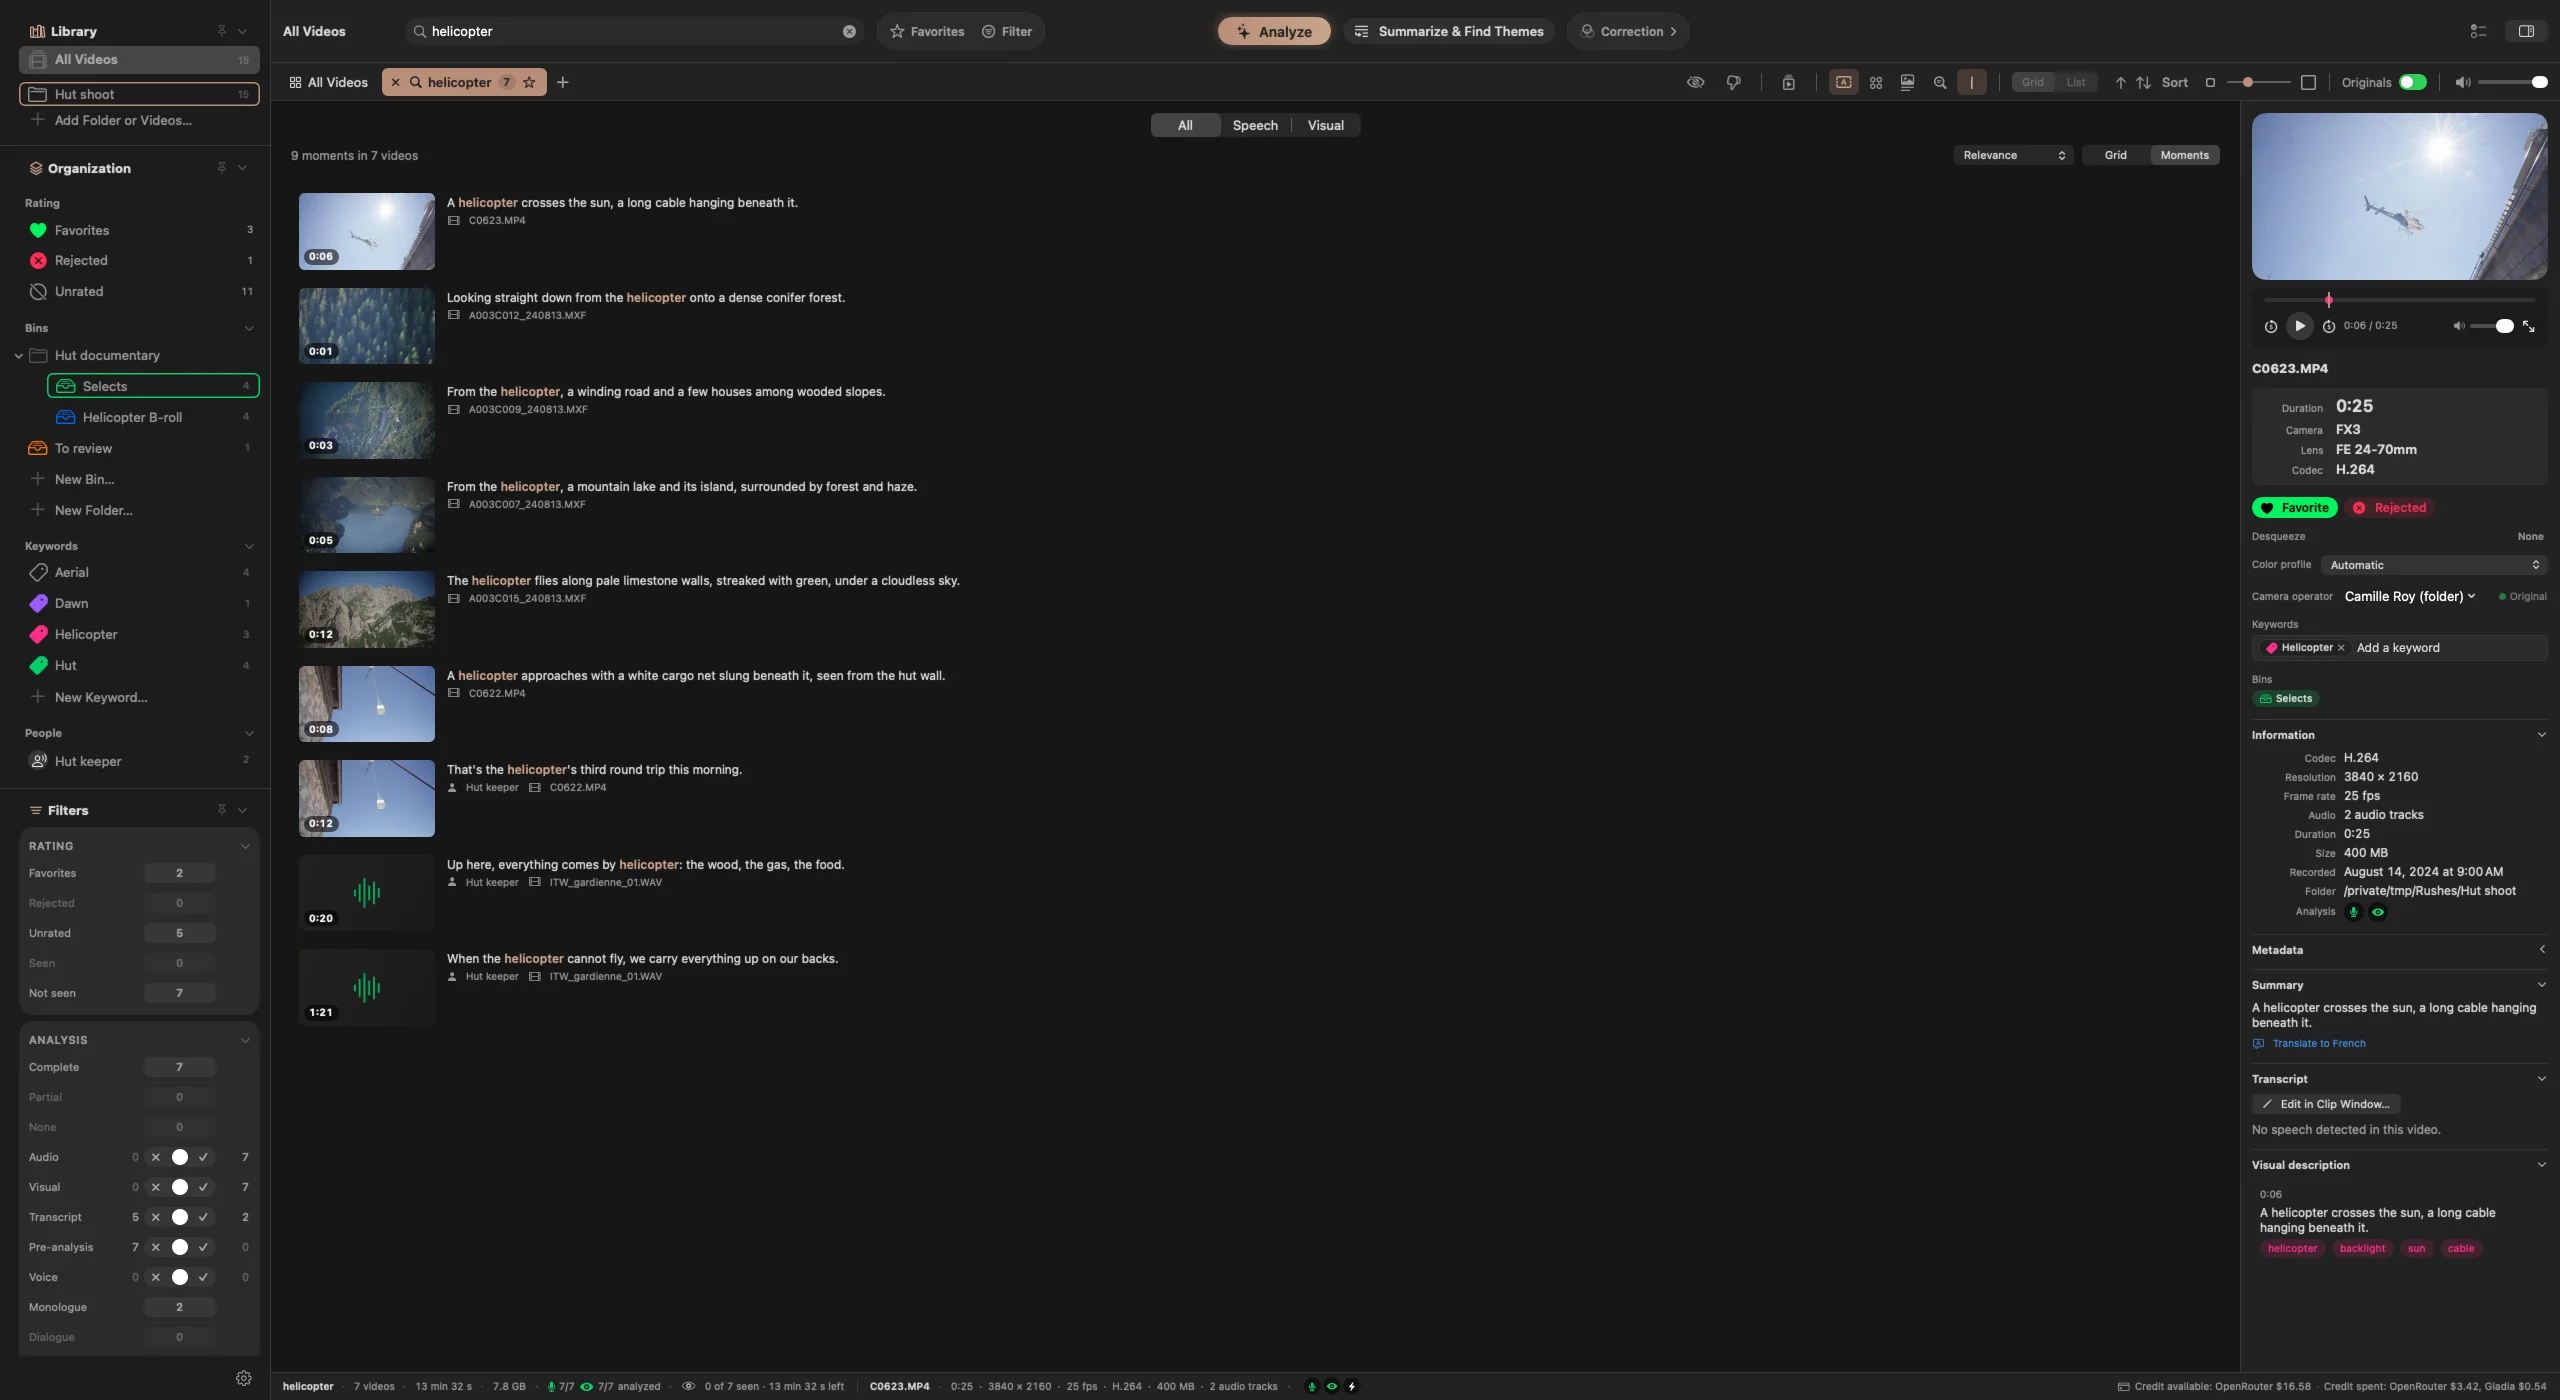 Library
All Videos 15
Hut shoot 15
Add Folder or Videos...
Organization
Rating
Favorites 3
Rejected 1
Unrated 11
Bins
Hut documentary
Selects 4
Helicopter B-roll 4
To review 1
New Bin...
New Folder...
Keywords
Aerial 4
Dawn 1
Helicopter 3
Hut 4
New Keyword...
People
Hut keeper 2
Filters
RATING
Favorites 2
Rejected 0
Unrated 5
Seen 0
Not seen 7
ANALYSIS
Complete 7
Partial 0
None 0
Audio 0 7
Visual 0 7
Transcript 5 2
Pre-analysis 7 0
Voice 0 0
Monologue 2
Dialogue 0
All Videos
helicopter
Favorites Filter
Analyze
Summarize & Find Themes
Correction
All Videos
helicopter 7
Grid List
Sort
Originals
All Speech Visual
9 moments in 7 videos
Relevance
Grid Moments
0:06
A helicopter crosses the sun, a long cable hanging beneath it.
C0623.MP4
0:01
Looking straight down from the helicopter onto a dense conifer forest.
A003C012_240813.MXF
0:03
From the helicopter, a winding road and a few houses among wooded slopes.
A003C009_240813.MXF
0:05
From the helicopter, a mountain lake and its island, surrounded by forest and haze.
A003C007_240813.MXF
0:12
The helicopter flies along pale limestone walls, streaked with green, under a cloudless sky.
A003C015_240813.MXF
0:08
A helicopter approaches with a white cargo net slung beneath it, seen from the hut wall.
C0622.MP4
0:12
That's the helicopter's third round trip this morning.
Hut keeper C0622.MP4
0:20
Up here, everything comes by helicopter: the wood, the gas, the food.
Hut keeper ITW_gardienne_01.WAV
1:21
When the helicopter cannot fly, we carry everything up on our backs.
Hut keeper ITW_gardienne_01.WAV
0:06 / 0:25
C0623.MP4
Duration 0:25
Camera FX3
Lens FE 24-70mm
Codec H.264
Favorite Rejected
Desqueeze None
Color profile Automatic
Camera operator Camille Roy (folder) Original
Keywords
Helicopter Add a keyword
Bins
Selects
Information
Codec H.264
Resolution 3840 × 2160
Frame rate 25 fps
Audio 2 audio tracks
Duration 0:25
Size 400 MB
Recorded August 14, 2024 at 9:00 AM
Folder /private/tmp/Rushes/Hut shoot
Analysis
Metadata
Summary
A helicopter crosses the sun, a long cable hanging
beneath it.
Translate to French
Transcript
Edit in Clip Window...
No speech detected in this video.
Visual description
0:06
A helicopter crosses the sun, a long cable
hanging beneath it.
helicopter backlight sun cable
helicopter · 7 videos · 13 min 32 s · 7.8 GB · 7/7 7/7 analyzed · 0 of 7 seen · 13 min 32 s left
C0623.MP4 · 0:25 · 3840 × 2160 · 25 fps · H.264 · 400 MB · 2 audio tracks
Credit available: OpenRouter $16.58 · Credit spent: OpenRouter $3.42, Gladia $0.54